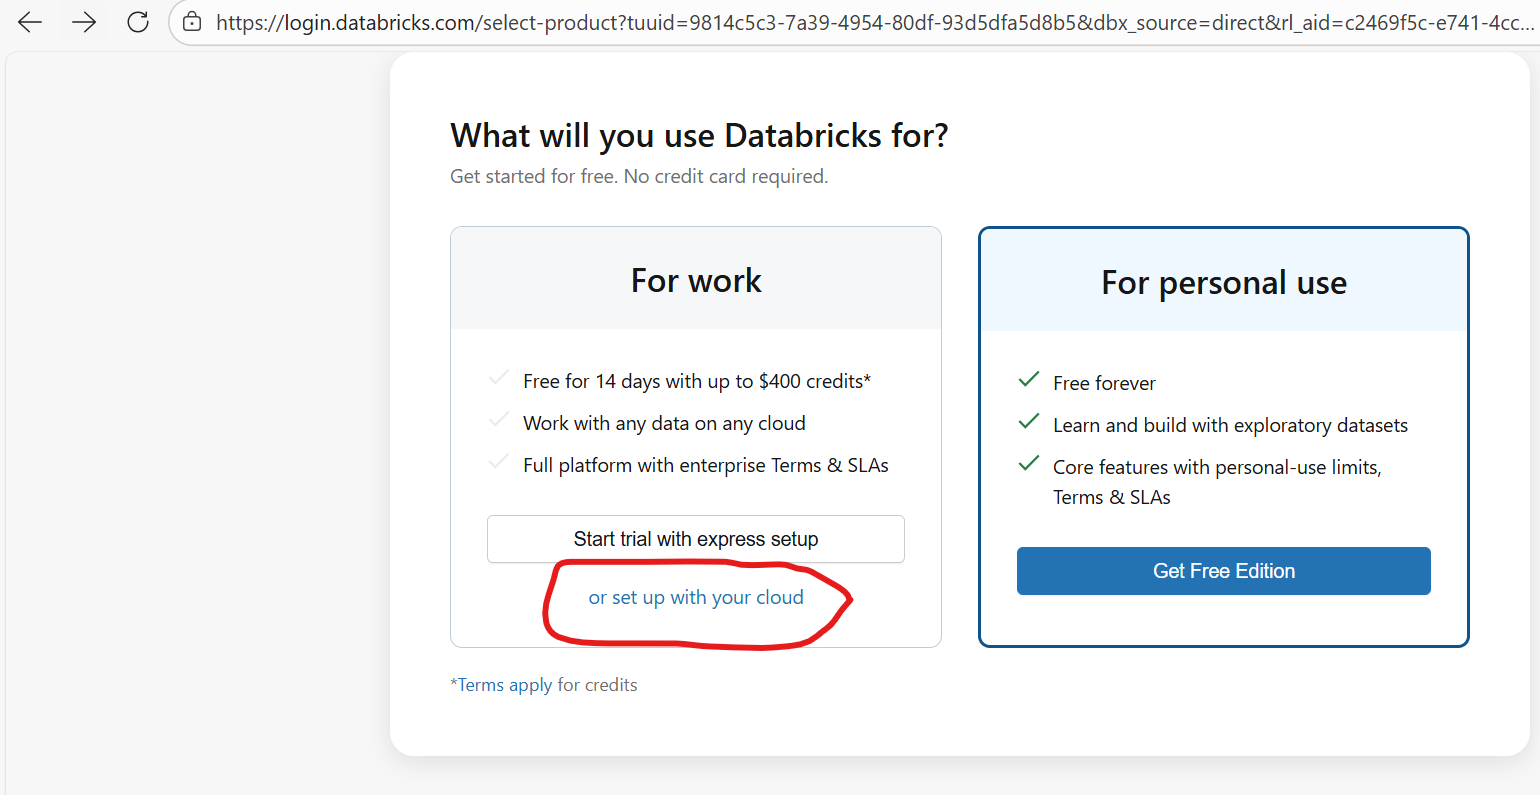 https://login.databricks.com/select-product?tuuid=9814c5c3-7a39-4954-80df-93d5dfa5d8b5&dbx_source=direct&rl_aid=c2469f5c-e741-4cc...
What will you use Databricks for?
Get started for free. No credit card required.
For work
Free for 14 days with up to $400 credits*
Work with any data on any cloud
Full platform with enterprise Terms & SLAs
Start trial with express setup
or set up with your cloud
For personal use
Free forever
Learn and build with exploratory datasets
Core features with personal-use limits,
Terms & SLAs
Get Free Edition
*Terms apply for credits